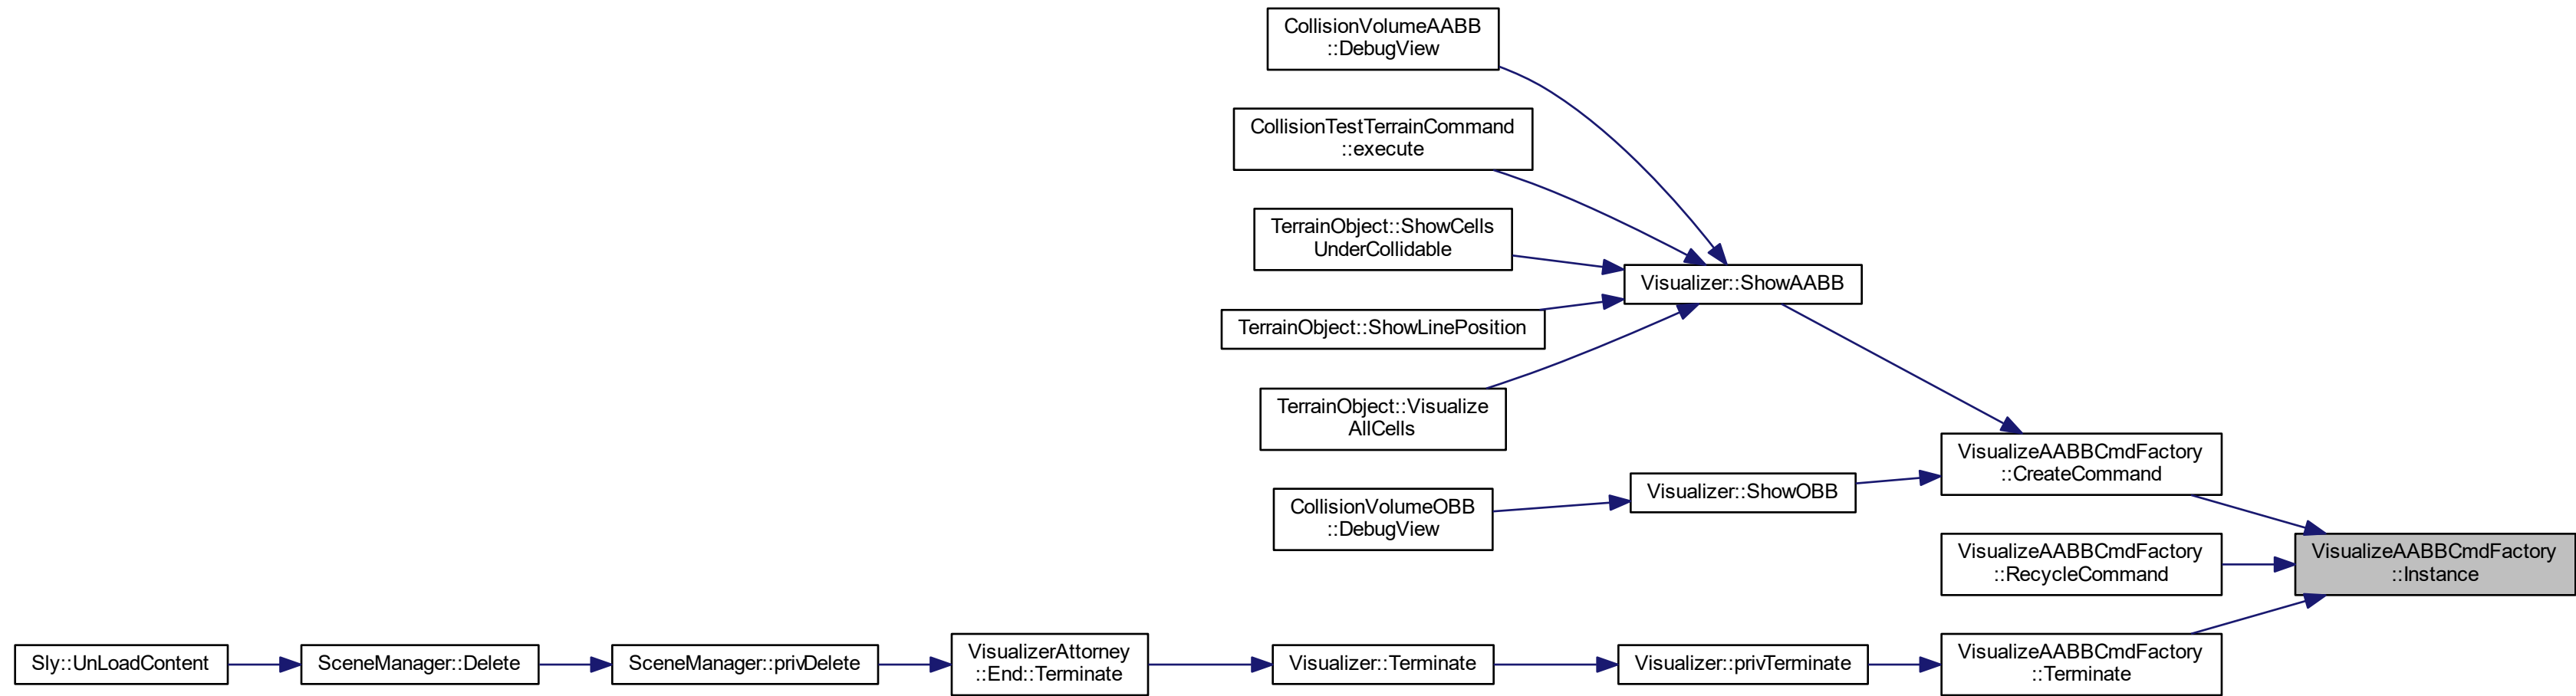 CollisionVolumeAABB
::DebugView
CollisionTestTerrainCommand
::execute
TerrainObject::ShowCells
UnderCollidable
Visualizer::ShowAABB
TerrainObject::ShowLinePosition
TerrainObject::Visualize
AllCells
VisualizeAABBCmdFactory
::CreateCommand
Visualizer::ShowOBB
CollisionVolumeOBB
::DebugView
VisualizeAABBCmdFactory
::RecycleCommand
VisualizeAABBCmdFactory
::Instance
Sly::UnLoadContent
SceneManager::Delete
SceneManager::privDelete
VisualizerAttorney
::End::Terminate
Visualizer::Terminate
Visualizer::privTerminate
VisualizeAABBCmdFactory
::Terminate